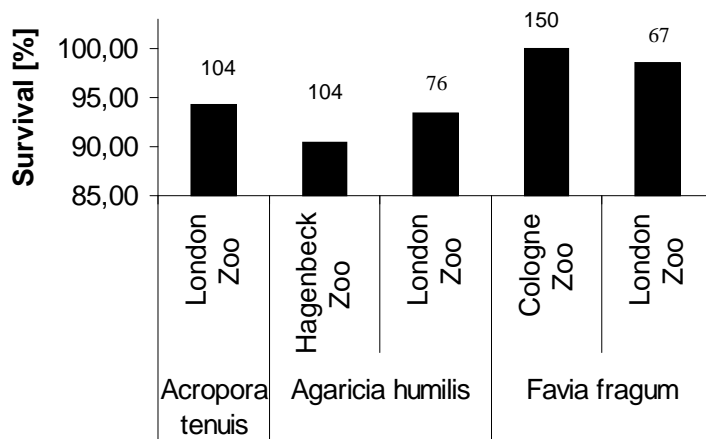 Survival [%]
100,00
95,00
90,00
85,00
104
104
76
150
67
London
Zoo
Hagenbeck
Zoo
London
Zoo
Cologne
Zoo
London
Zoo
Acropora
tenuis
Agaricia humilis
Favia fragum